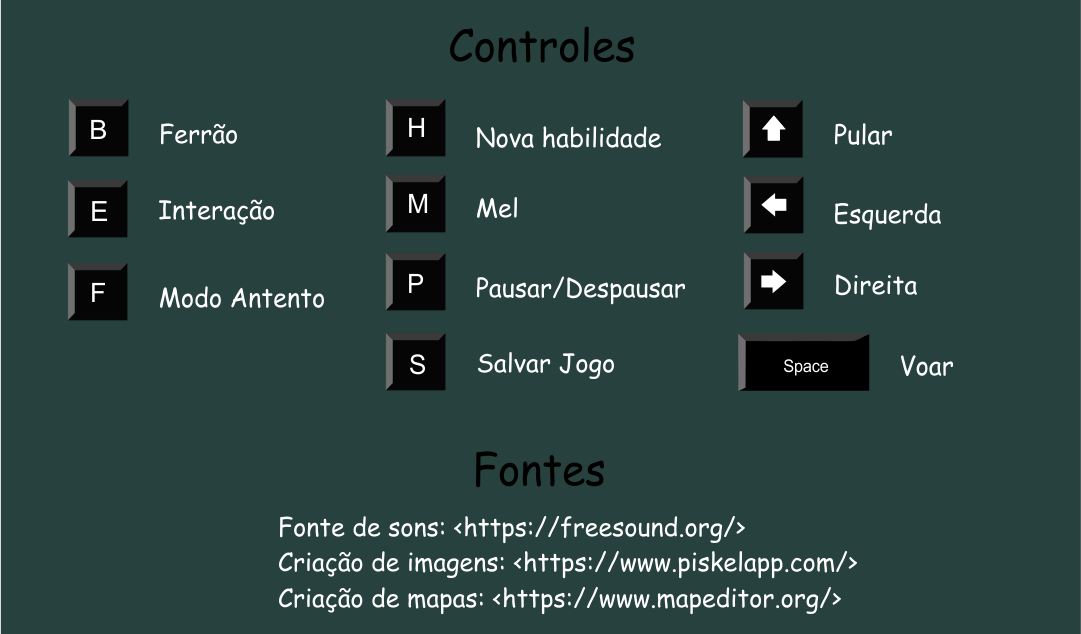 Controles
B Ferrão
H Nova habilidade
Pular
E Interação
M Mel
Esquerda
F Modo Antento
P Pausar/Despausar
Direita
S Salvar Jogo
Space Voar
Fontes
Fonte de sons: <https://freesound.org/>
Criação de imagens: <https://www.piskelapp.com/>
Criação de mapas: <https://www.mapeditor.org/>